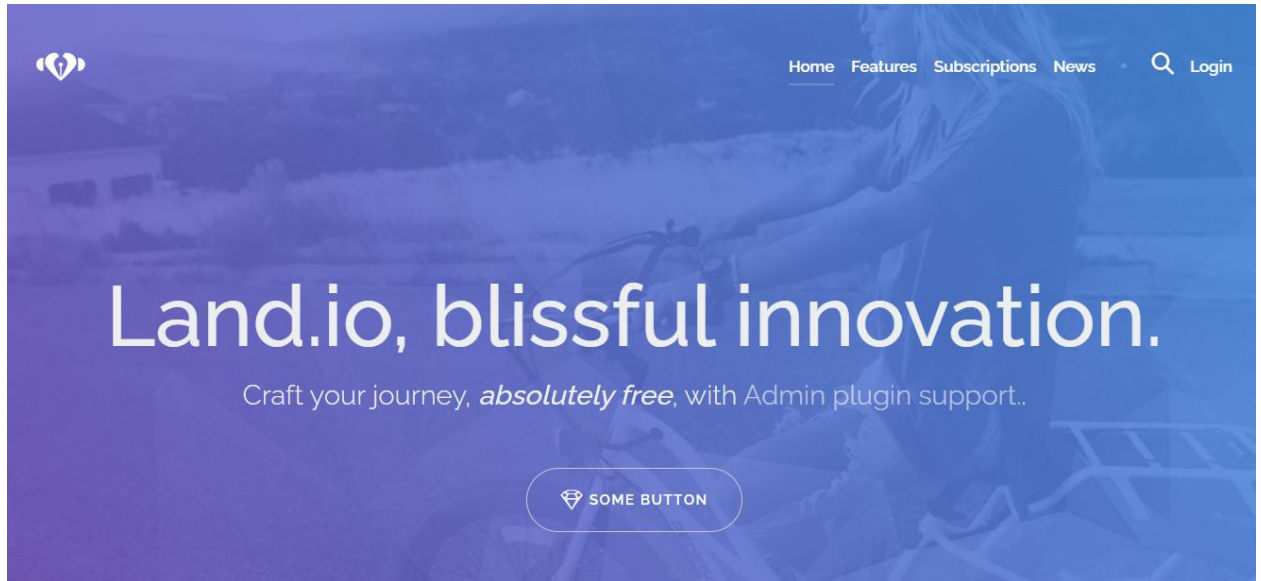 Home Features Subscriptions News Login
Land.io, blissful innovation.
Craft your journey, absolutely free, with Admin plugin support..
SOME BUTTON